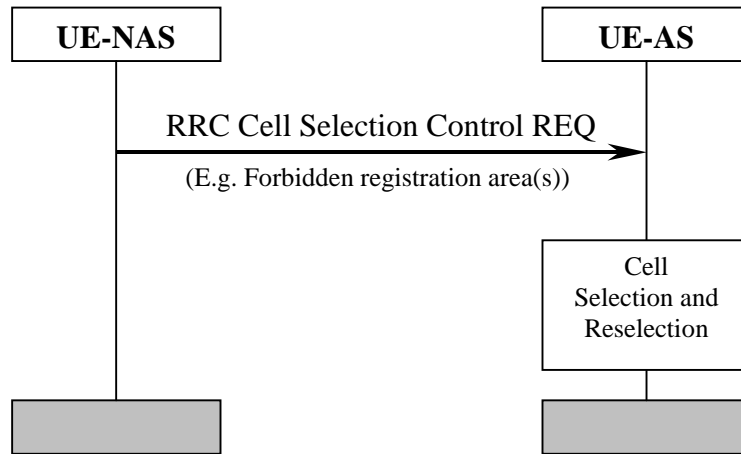 UE-NAS
UE-AS
RRC Cell Selection Control REQ
(E.g. Forbidden registration area(s))
Cell
Selection and
Reselection